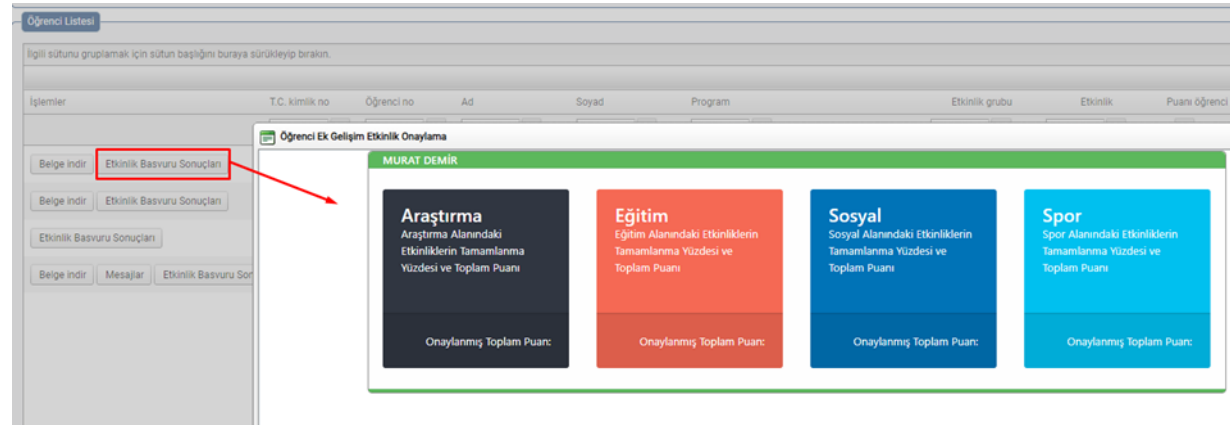 Öğrenci Listesi
İlgili sütunu gruplamak için sütun başlığını buraya sürükleyip bırakın.
İşlemler T.C. kimlik no Öğrenci no Ad Soyad Program Etkinlik grubu Etkinlik Puanı öğrenci
Öğrenci Ek Gelişim Etkinlik Onaylama
Belge indir Etkinlik Basvuru Sonuçları
MURAT DEMİR
Belge indir Etkinlik Basvuru Sonuçları
Etkinlik Basvuru Sonuçları
Belge indir Mesajlar Etkinlik Basvuru Sor
Araştırma
Araştırma Alanındaki
Etkinliklerin Tamamlanma
Yüzdesi ve Toplam Puanı
Onaylanmış Toplam Puan:
Eğitim
Eğitim Alanındaki Etkinliklerin
Tamamlanma Yüzdesi ve
Toplam Puanı
Onaylanmış Toplam Puan:
Sosyal
Sosyal Alanındaki Etkinliklerin
Tamamlanma Yüzdesi ve
Toplam Puanı
Onaylanmış Toplam Puan:
Spor
Spor Alanındaki Etkinliklerin
Tamamlanma Yüzdesi ve
Toplam Puanı
Onaylanmış Toplam Puan: